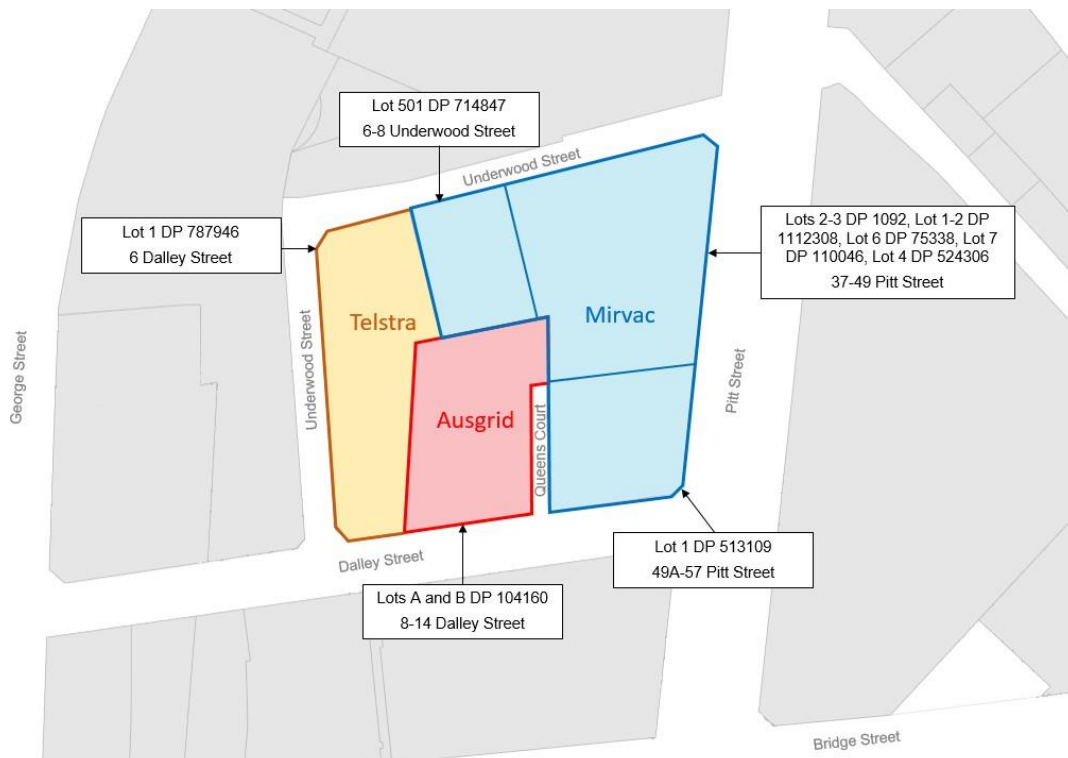 Lot 501 DP 714847
6-8 Underwood Street
Underwood Street
Lot 1 DP 787946
6 Dalley Street
Lots 2-3 DP 1092, Lot 1-2 DP
1112308, Lot 6 DP 75338, Lot 7
DP 110046, Lot 4 DP 524306
37-49 Pitt Street
Telstra
Mirvac
George Street
Underwood Street
Pitt Street
Ausgrid
Queens Court
Dalley Street
Lot 1 DP 513109
49A-57 Pitt Street
Lots A and B DP 104160
8-14 Dalley Street
Bridge Street